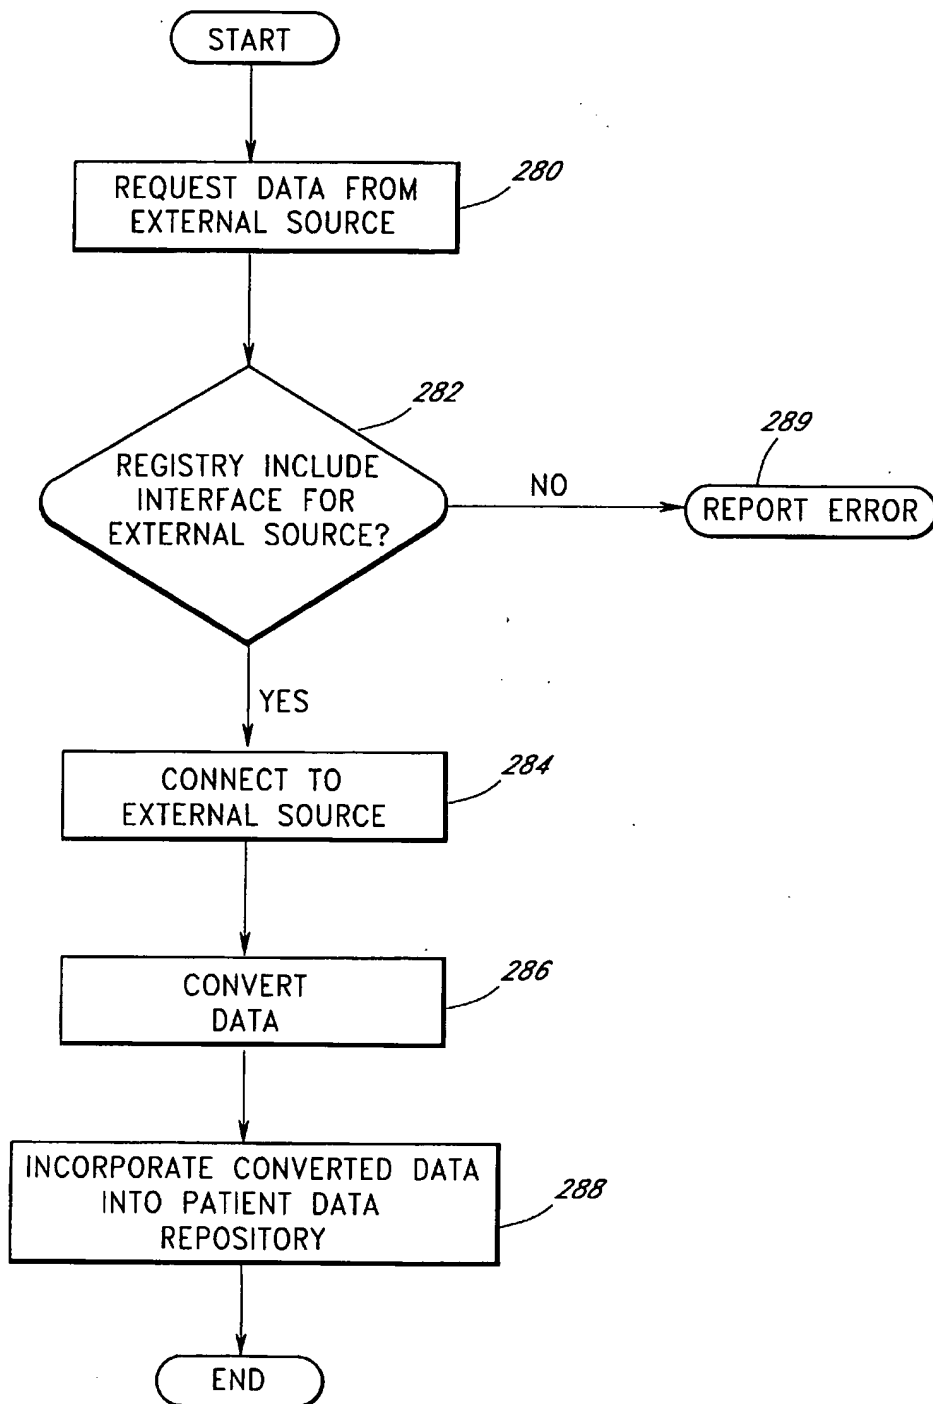 START
REQUEST DATA FROM
EXTERNAL SOURCE
280
REGISTRY INCLUDE
INTERFACE FOR
EXTERNAL SOURCE?
282
NO
REPORT ERROR
289
YES
CONNECT TO
EXTERNAL SOURCE
284
CONVERT
DATA
286
INCORPORATE CONVERTED DATA
INTO PATIENT DATA
REPOSITORY
288
END